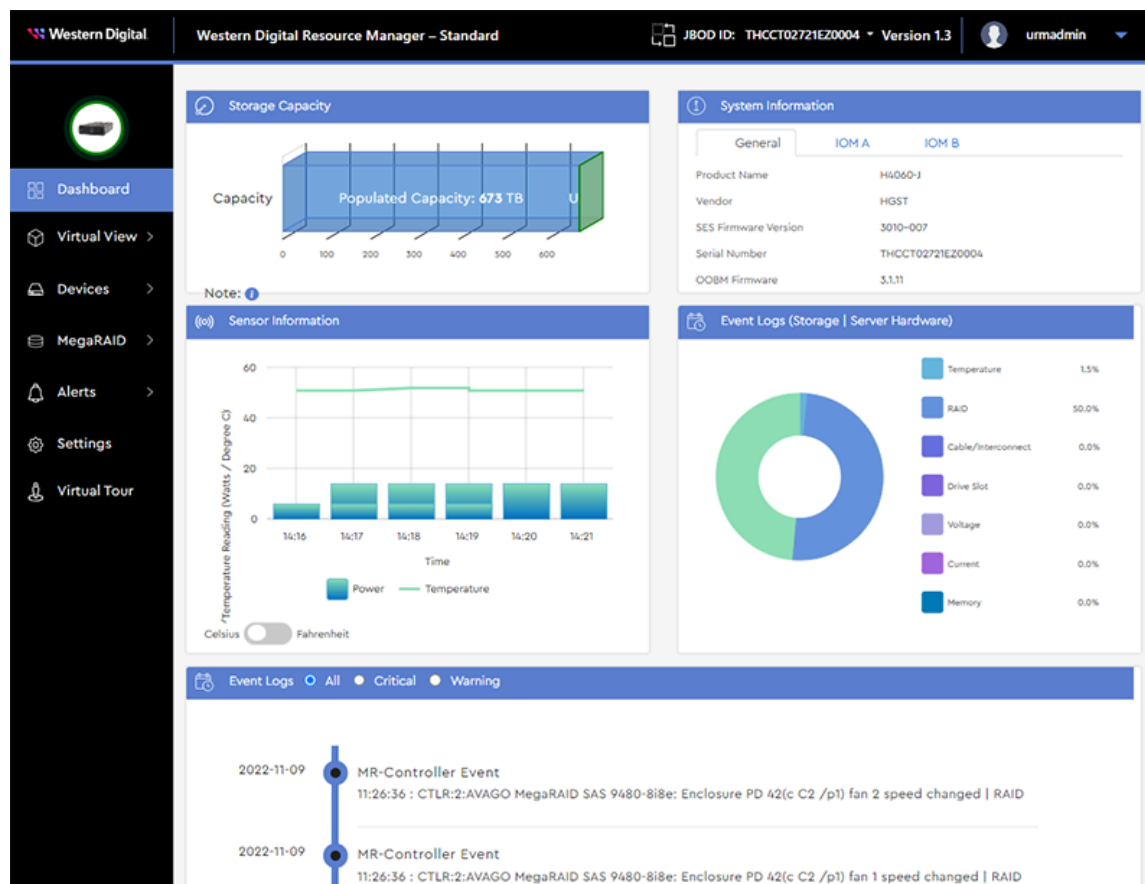 Western Digital
Western Digital Resource Manager – Standard
JBOD ID: THCCT02721EZ0004 Version 1.3
urmadmin
Dashboard
Virtual View >
Devices >
MegaRAID >
Alerts >
Settings
Virtual Tour
Storage Capacity
Capacity
Populated Capacity: 673 TB U
0 100 200 300 400 500 600
Note:
System Information
General IOM A IOM B
Product Name H4060-J
Vendor HGST
SES Firmware Version 3010-007
Serial Number THCCT02721EZ0004
OOBM Firmware 3.1.11
Sensor Information
Temperature Reading (Watts / Degree C)
60
40
20
0
14:16 14:17 14:18 14:19 14:20 14:21
Time
Power Temperature
Celsius Fahrenheit
Event Logs (Storage | Server Hardware)
Temperature 1.5%
RAID 50.0%
Cable/Interconnect 0.0%
Drive Slot 0.0%
Voltage 0.0%
Current 0.0%
Memory 0.0%
Event Logs All Critical Warning
2022-11-09 MR-Controller Event
11:26:36 : CTLR:2:AVAGO MegaRAID SAS 9480-8i8e: Enclosure PD 42(c C2 /p1) fan 2 speed changed | RAID
2022-11-09 MR-Controller Event
11:26:36 : CTLR:2:AVAGO MegaRAID SAS 9480-8i8e: Enclosure PD 42(c C2 /p1) fan 1 speed changed | RAID